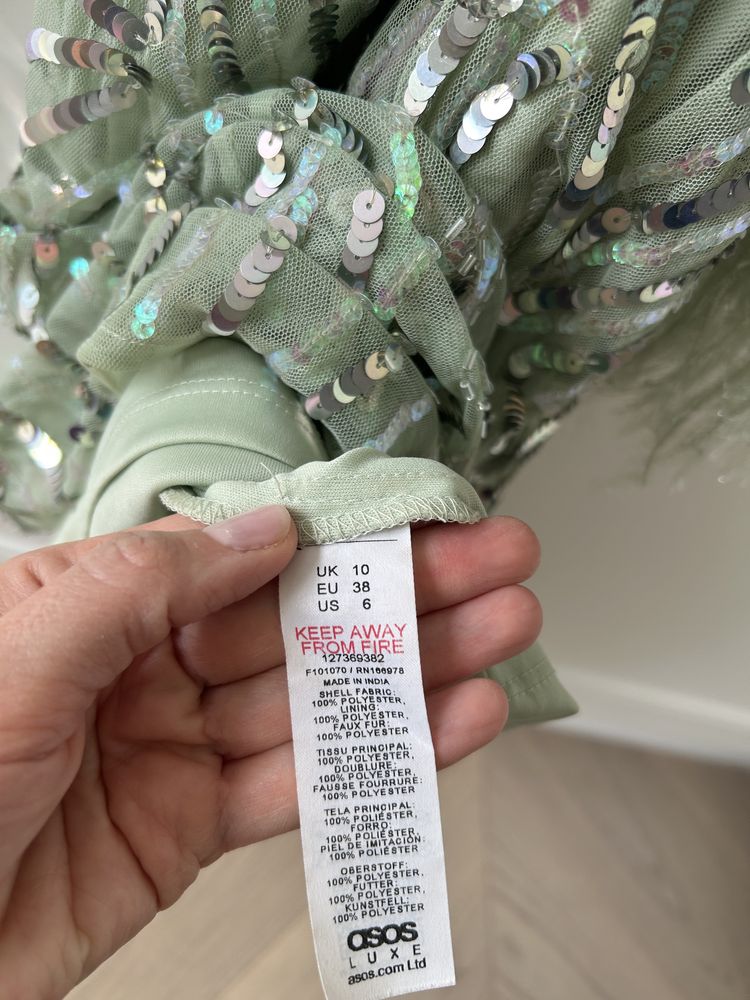 UK 10
EU 38
US 6
KEEP AWAY
FROM FIRE
127369382
F101070 / RN166978
MADE IN INDIA
SHELL FABRIC:
100% POLYESTER,
LINING:
100% POLYESTER,
FAUX FUR:
100% POLYESTER
TISSU PRINCIPAL:
100% POLYESTER,
DOUBLURE:
100% POLYESTER,
FAUSSE FOURRURE:
100% POLYESTER
TELA PRINCIPAL:
100% POLIÉSTER,
FORRO:
100% POLIÉSTER,
PIEL DE IMITACIÓN:
100% POLIÉSTER
OBERSTOFF:
100% POLYESTER,
FUTTER:
100% POLYESTER,
KUNSTFELL:
100% POLYESTER
asos
LUXE
asos.com Ltd